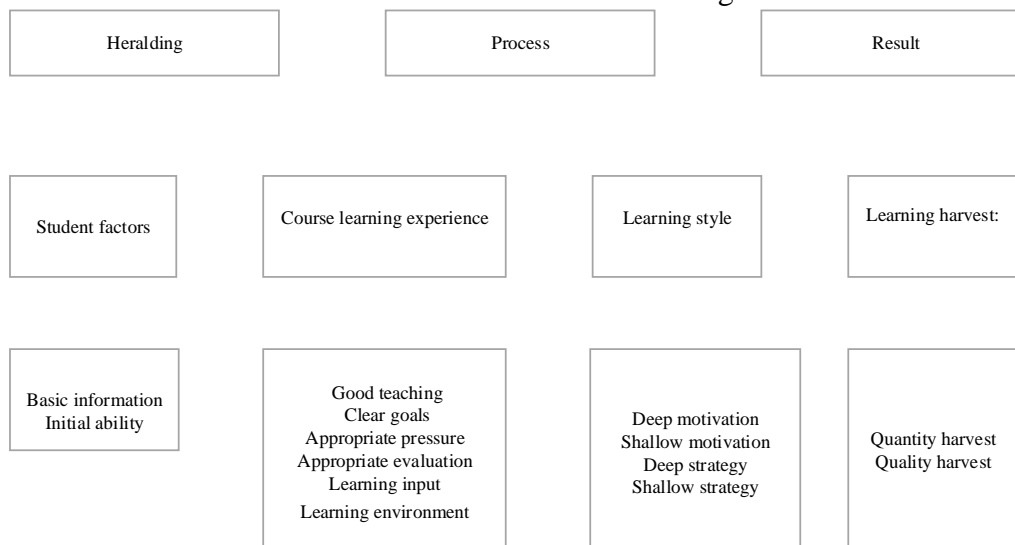 Heralding
Process
Result
Student factors
Course learning experience
Learning style
Learning harvest:
Basic information
Initial ability
Good teaching
Clear goals
Appropriate pressure
Appropriate evaluation
Learning input
Learning environment
Deep motivation
Shallow motivation
Deep strategy
Shallow strategy
Quantity harvest
Quality harvest